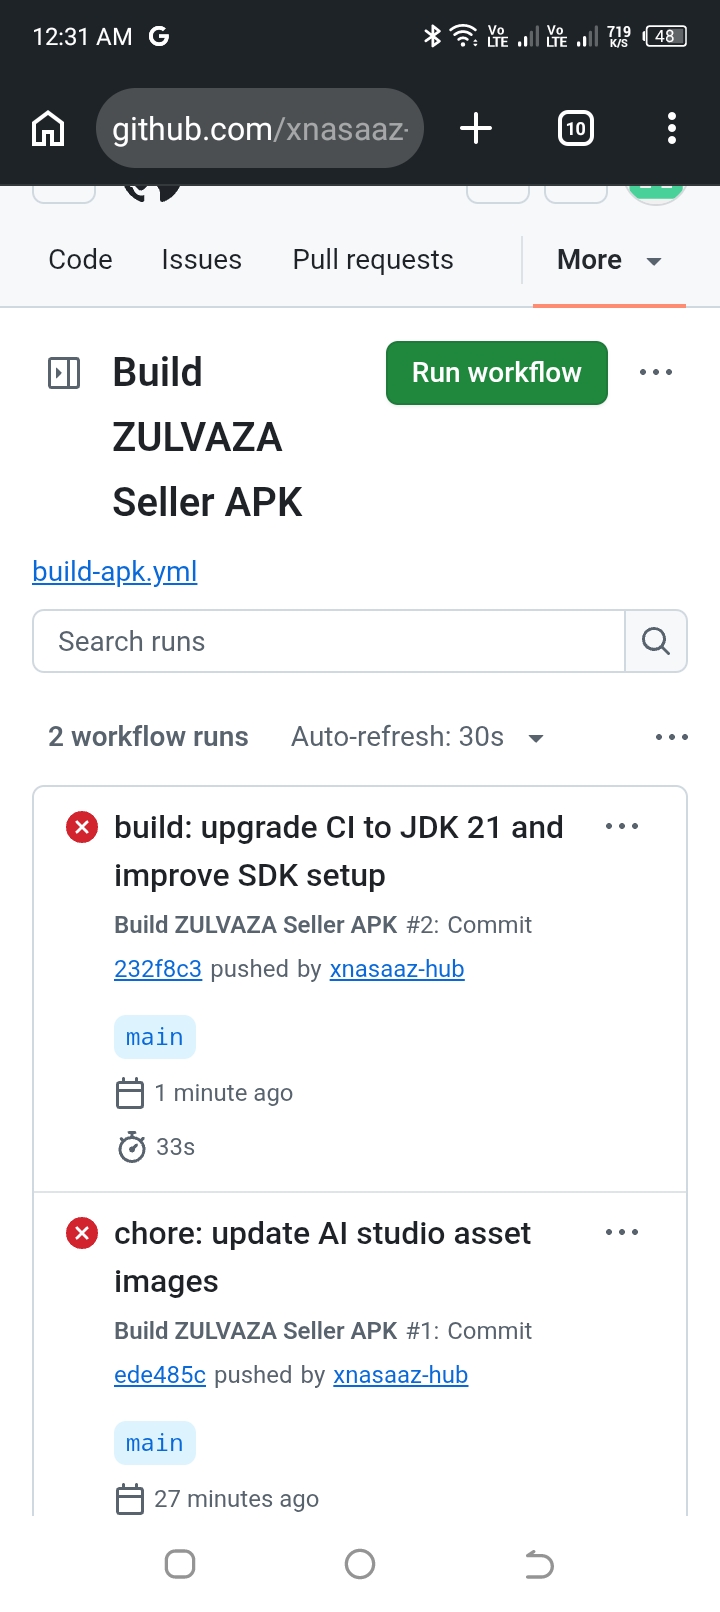 12:31 AM G
Vo LTE Vo LTE 719 K/S 48
github.com/xnasaaz-
10
Code Issues Pull requests More
Build
ZULVAZA
Seller APK
Run workflow
build-apk.yml
Search runs
2 workflow runs Auto-refresh: 30s
build: upgrade CI to JDK 21 and
improve SDK setup
Build ZULVAZA Seller APK #2: Commit
232f8c3 pushed by xnasaaz-hub
main
1 minute ago
33s
chore: update AI studio asset
images
Build ZULVAZA Seller APK #1: Commit
ede485c pushed by xnasaaz-hub
main
27 minutes ago